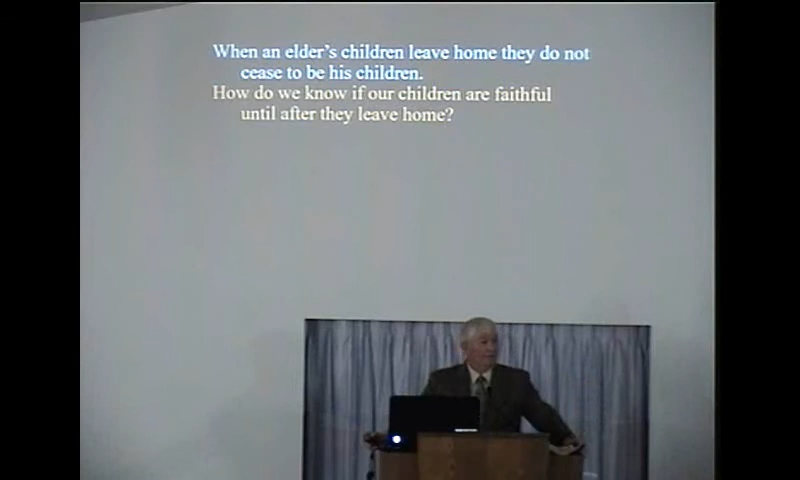 When an elder's children leave home they do not
cease to be his children.
How do we know if our children are faithful
until after they leave home?